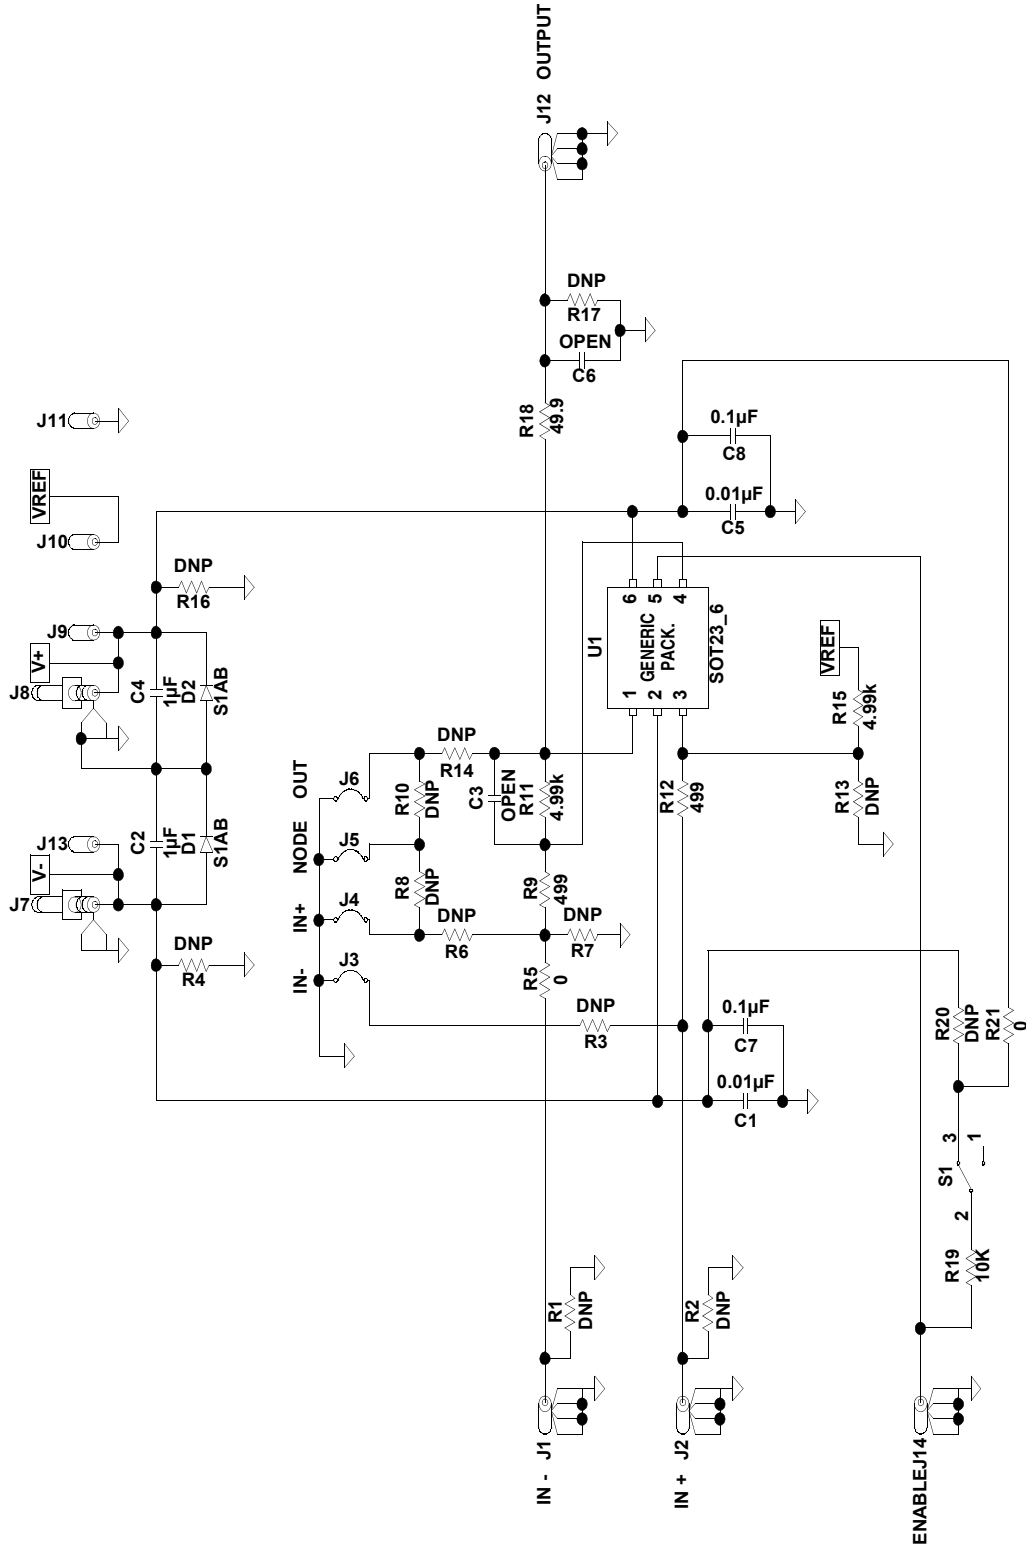 J7
V-
J13
C2
1µF
D1
S1AB
DNP
R4
J8
V+
J9
C4
1µF
D2
S1AB
DNP
R16
J10
VREF
J11
IN-
IN+
NODE
OUT
J3
J4
J5
J6
R8
DNP
R10
DNP
DNP
R6
DNP
R14
C3
OPEN
R11
4.99k
R9
499
DNP
R7
R5
0
DNP
R3
IN - J1
R1
DNP
IN + J2
R2
DNP
R12
499
0.1µF
C7
0.01µF
C1
U1
GENERIC
PACK.
SOT23_6
1
2
3
6
5
4
R18
49.9
OPEN
C6
DNP
R17
J12 OUTPUT
0.1µF
C8
0.01µF
C5
VREF
R15
4.99k
R13
DNP
R20
DNP
R21
0
S1
3
1
2
R19
10K
ENABLEJ14